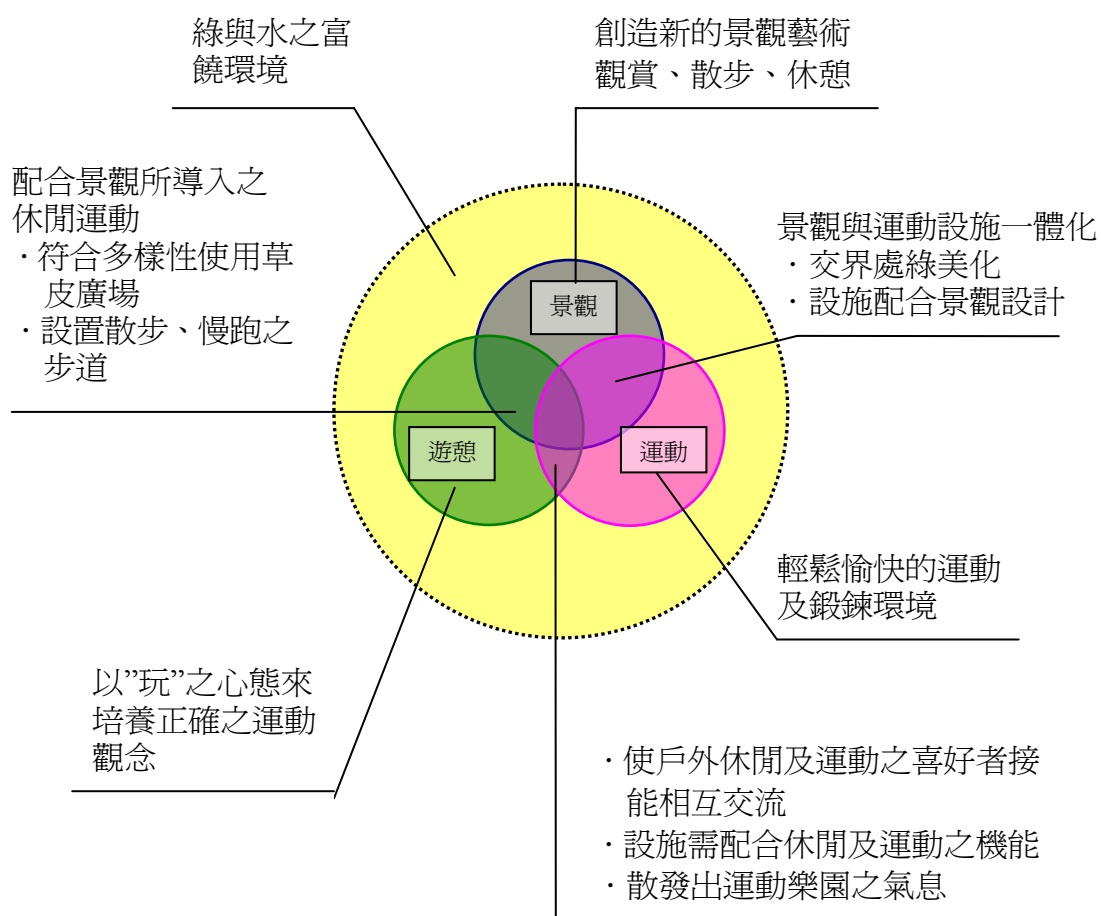 綠與水之富
饒環境
創造新的景觀藝術
觀賞、散步、休憩
配合景觀所導入之
休閒運動
・符合多樣性使用草
皮廣場
・設置散步、慢跑之
步道
景觀與運動設施一體化
・交界處綠美化
・設施配合景觀設計
景觀
遊憩
運動
輕鬆愉快的運動
及鍛鍊環境
以”玩”之心態來
培養正確之運動
觀念
・使戶外休閒及運動之喜好者接
能相互交流
・設施需配合休閒及運動之機能
・散發出運動樂園之氣息